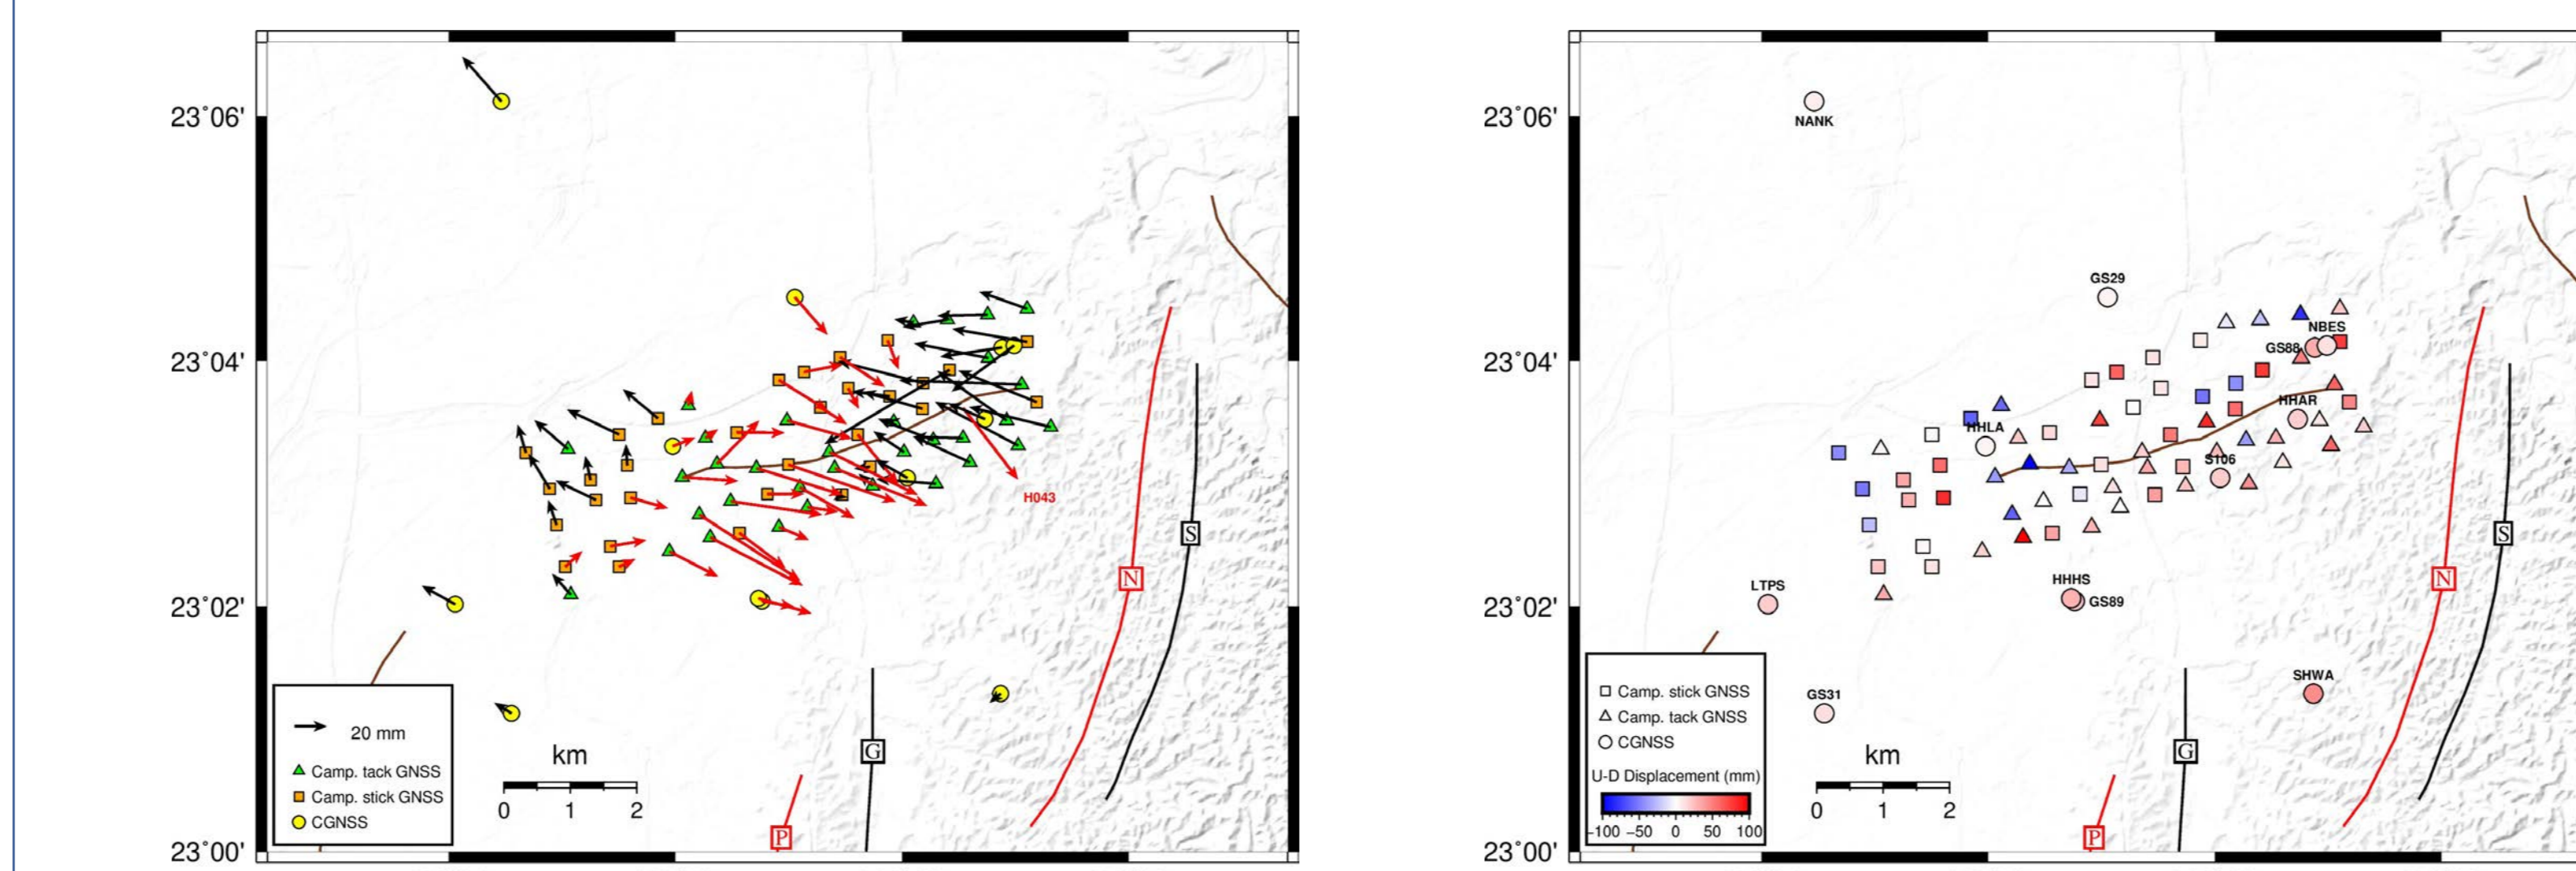 23°06'
23°04'
23°02'
23°00'
H043
N
S
G
P
20 mm
Camp. tack GNSS
Camp. stick GNSS
CGNSS
km
0 1 2
23°06'
23°04'
23°02'
23°00'
NANK
GS29
NBES
GS88
HHAR
HHLA
S106
LTPS
HHHS
GS89
GS31
SHWA
N
S
G
P
Camp. stick GNSS
Camp. tack GNSS
CGNSS
U-D Displacement (mm)
-100 -50 0 50 100
km
0 1 2